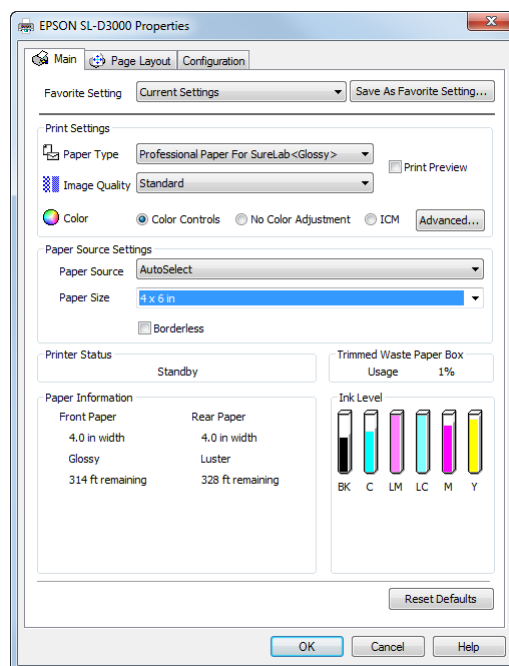 EPSON SL-D3000 Properties
Main Page Layout Configuration
Favorite Setting Current Settings Save As Favorite Setting...
Print Settings
Paper Type Professional Paper For SureLab<Glossy>
Print Preview
Image Quality Standard
Color Color Controls No Color Adjustment ICM Advanced...
Paper Source Settings
Paper Source AutoSelect
Paper Size 4 x 6 in
Borderless
Printer Status
Standby
Trimmed Waste Paper Box
Usage 1%
Paper Information
Front Paper Rear Paper
4.0 in width 4.0 in width
Glossy Luster
314 ft remaining 328 ft remaining
Ink Level
BK C LM LC M Y
Reset Defaults
OK Cancel Help